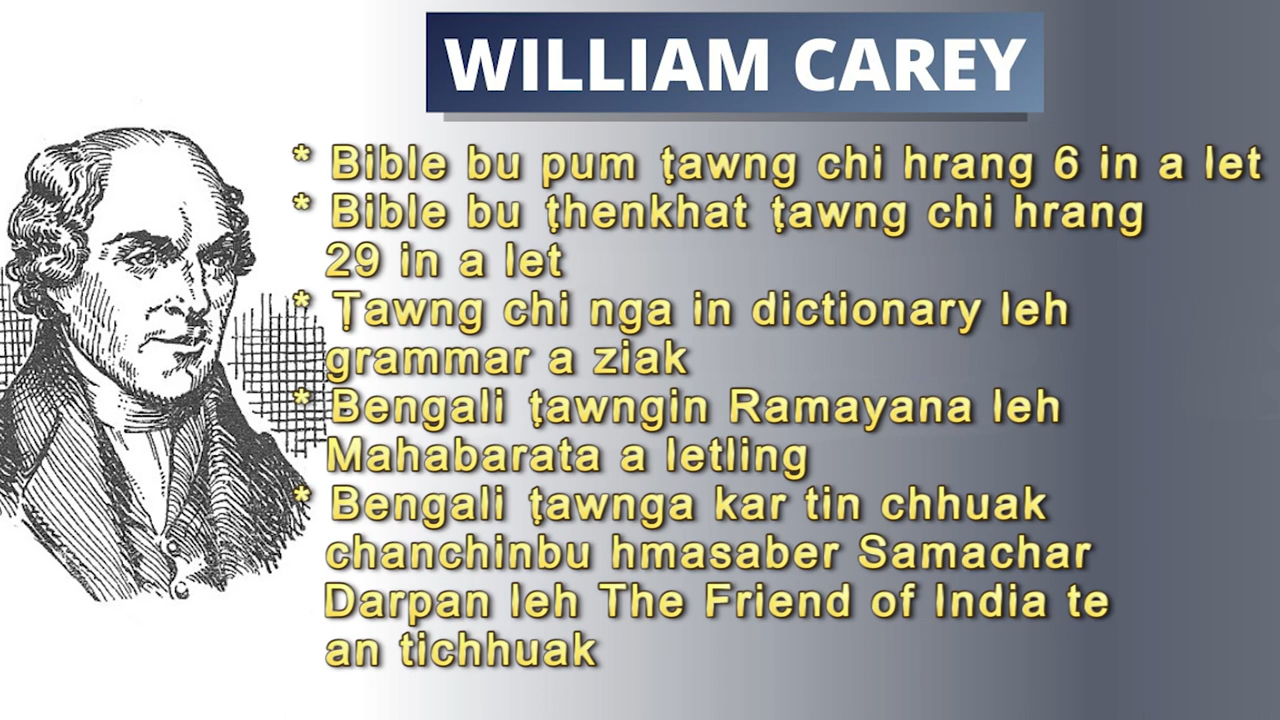 WILLIAM CAREY
* Bible bu pum ṭawng chi hrang 6 in a let
* Bible bu ṭhenkhat ṭawng chi hrang
29 in a let
* Ṭawng chi nga in dictionary leh
grammar a ziak
* Bengali ṭawngin Ramayana leh
Mahabarata a letling
* Bengali ṭawnga kar tin chhuak
chanchinbu hmasaber Samachar
Darpan leh The Friend of India te
an tichhuak